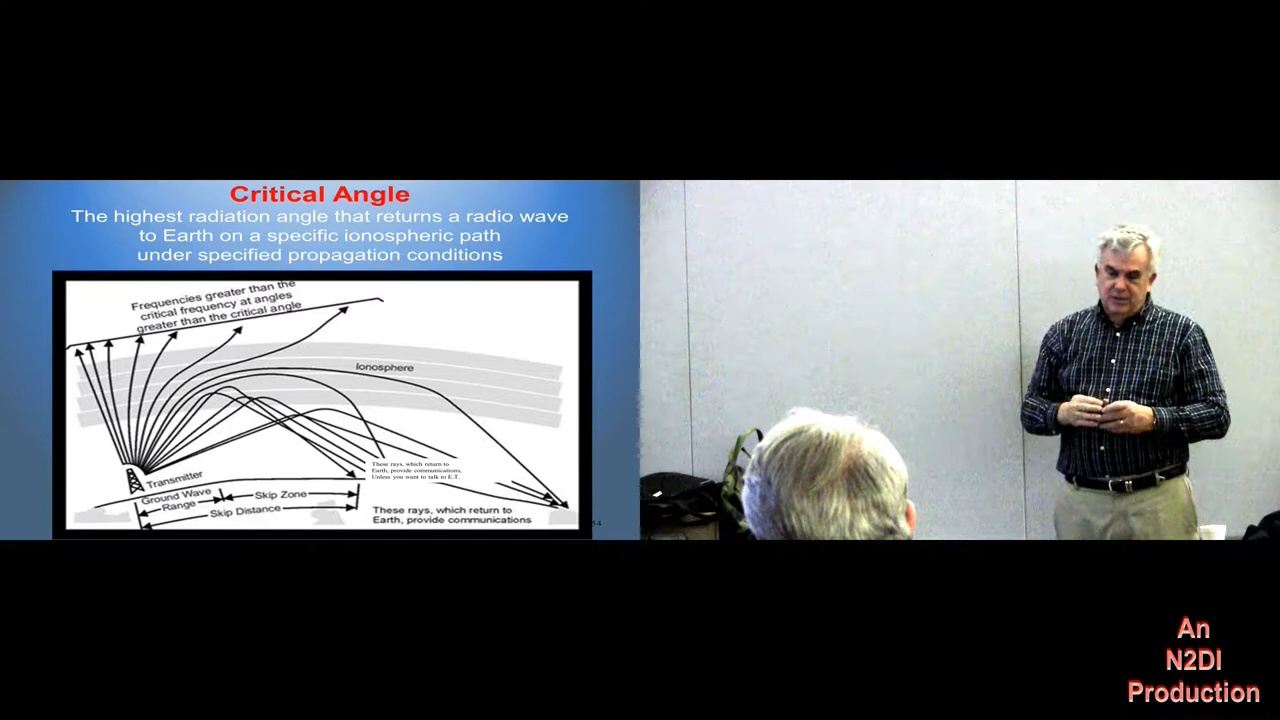 Critical Angle
The highest radiation angle that returns a radio wave
to Earth on a specific ionospheric path
under specified propagation conditions
Frequencies greater than the
critical frequency at angles
greater than the critical angle
Ionosphere
These rays, which return to
Earth, provide communications.
Unless you want to talk to E.T.
Transmitter
Ground Wave
Range
Skip Zone
Skip Distance
These rays, which return to
Earth, provide communications
54
An
N2DI
Production